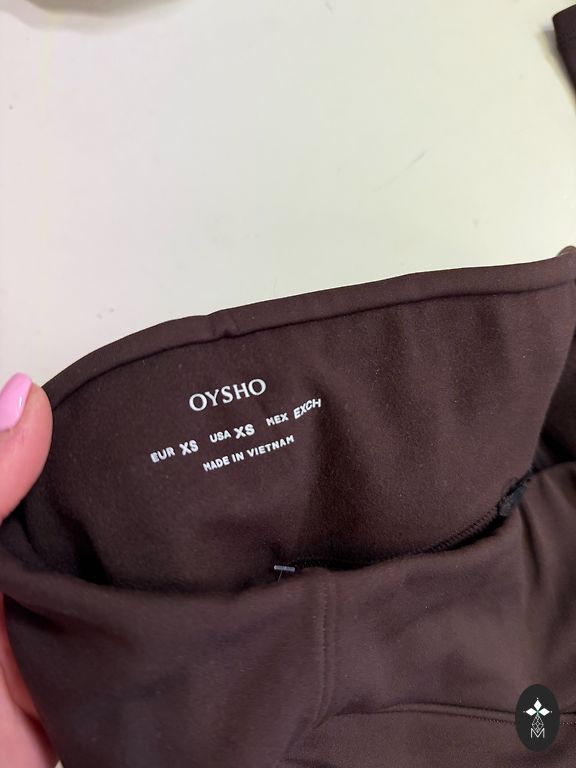 OYSHO
EUR XS USA XS MEX EXCH
MADE IN VIETNAM
M